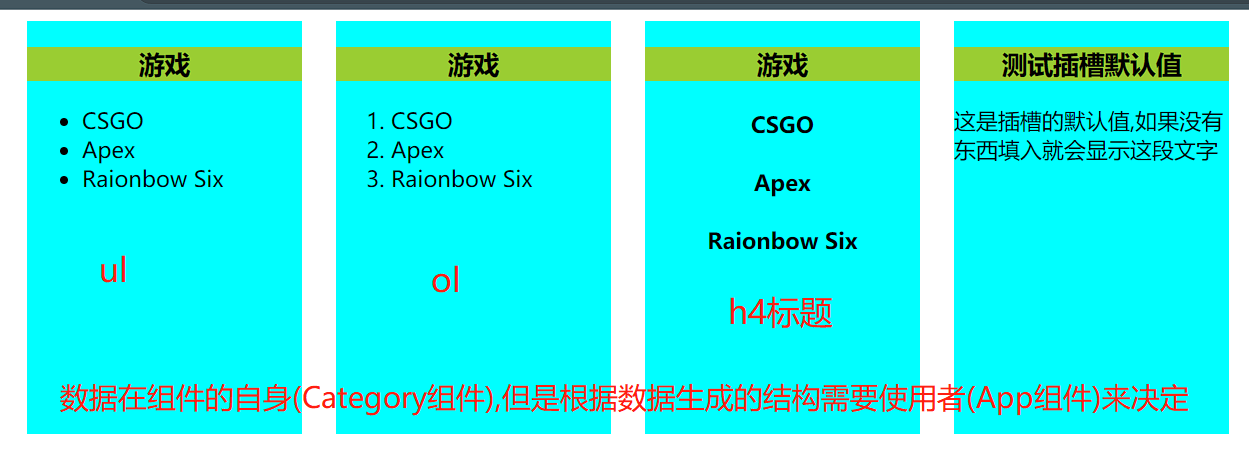 游戏
• CSGO
• Apex
• Raionbow Six
ul
游戏
1. CSGO
2. Apex
3. Raionbow Six
ol
游戏
CSGO
Apex
Raionbow Six
h4标题
测试插槽默认值
这是插槽的默认值,如果没有
东西填入就会显示这段文字
数据在组件的自身(Category组件),但是根据数据生成的结构需要使用者(App组件)来决定